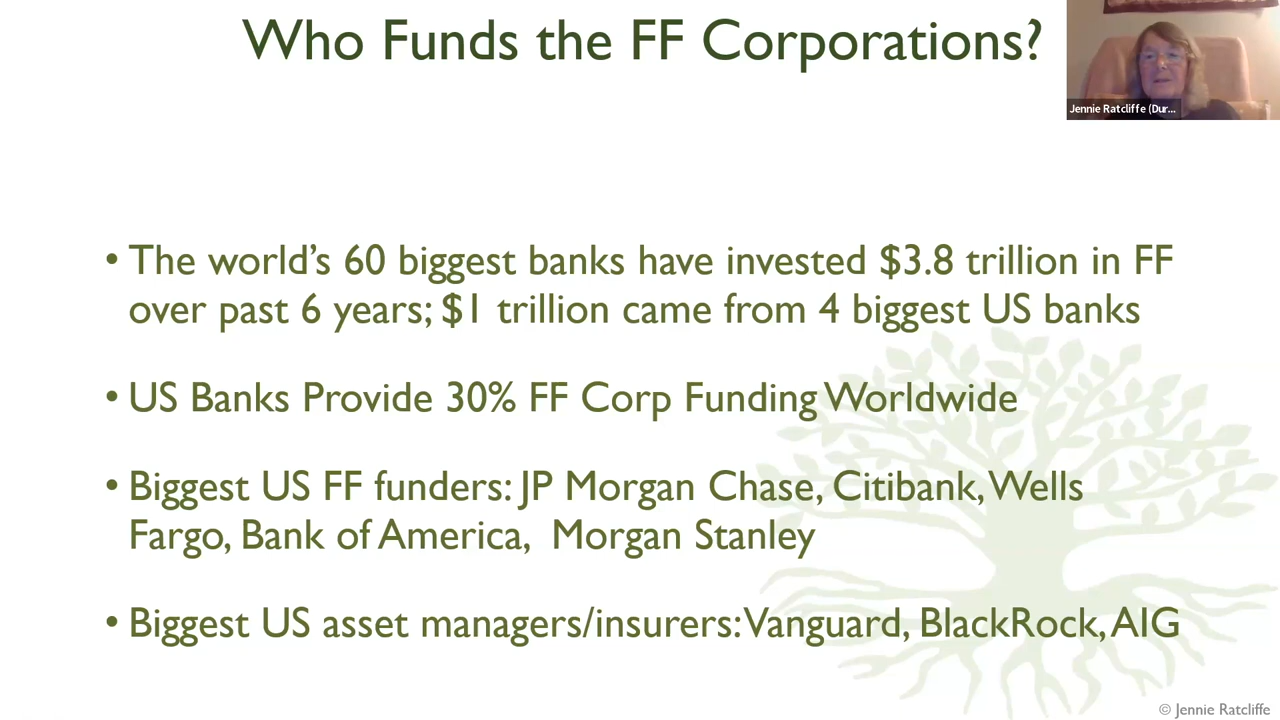 Who Funds the FF Corporations?
Jennie Ratcliffe (Dur...
• The world’s 60 biggest banks have invested $3.8 trillion in FF
over past 6 years; $1 trillion came from 4 biggest US banks
• US Banks Provide 30% FF Corp Funding Worldwide
• Biggest US FF funders: JP Morgan Chase, Citibank, Wells
Fargo, Bank of America, Morgan Stanley
• Biggest US asset managers/insurers: Vanguard, BlackRock, AIG
© Jennie Ratcliffe